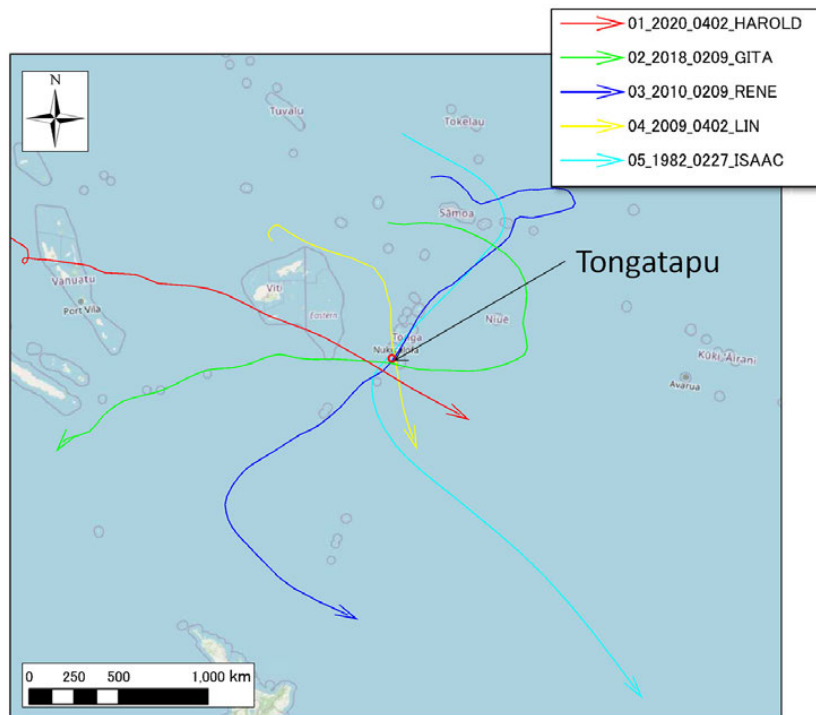 01_2020_0402_HAROLD
02_2018_0209_GITA
03_2010_0209_RENE
04_2009_0402_LIN
05_1982_0227_ISAAC
N
Tuvalu
Tokelau
Sāmoa
Tongatapu
Vanuatu
Port Vila
Viti
Eastern
Tonga
Niuē
Kūki 'Āirani
Avarua
0 250 500 1,000 km